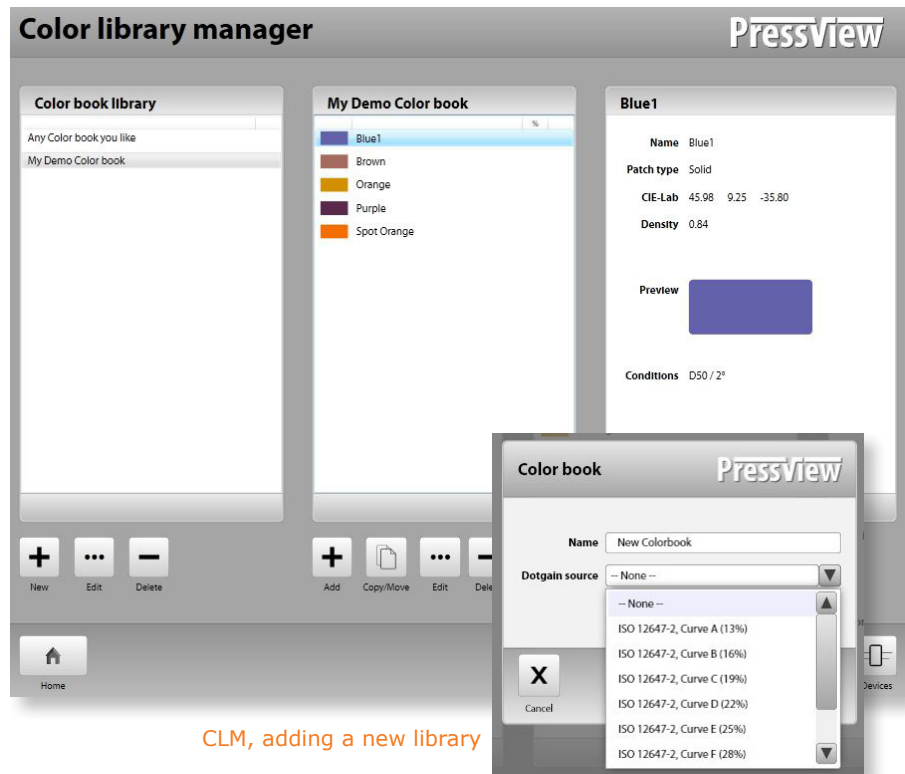 Color library manager
PressView
Color book library
Any Color book you like
My Demo Color book
New
Edit
Delete
My Demo Color book
%
Blue1
Brown
Orange
Purple
Spot Orange
Add
Copy/Move
Edit
Dele
Blue1
Name Blue1
Patch type Solid
CIE-Lab 45.98 9.25 -35.80
Density 0.84
Preview
Conditions D50 / 2°
Home
Devices
Color book
PressView
Name New Colorbook
Dotgain source -- None --
-- None --
ISO 12647-2, Curve A (13%)
ISO 12647-2, Curve B (16%)
ISO 12647-2, Curve C (19%)
ISO 12647-2, Curve D (22%)
ISO 12647-2, Curve E (25%)
ISO 12647-2, Curve F (28%)
X
Cancel
CLM, adding a new library